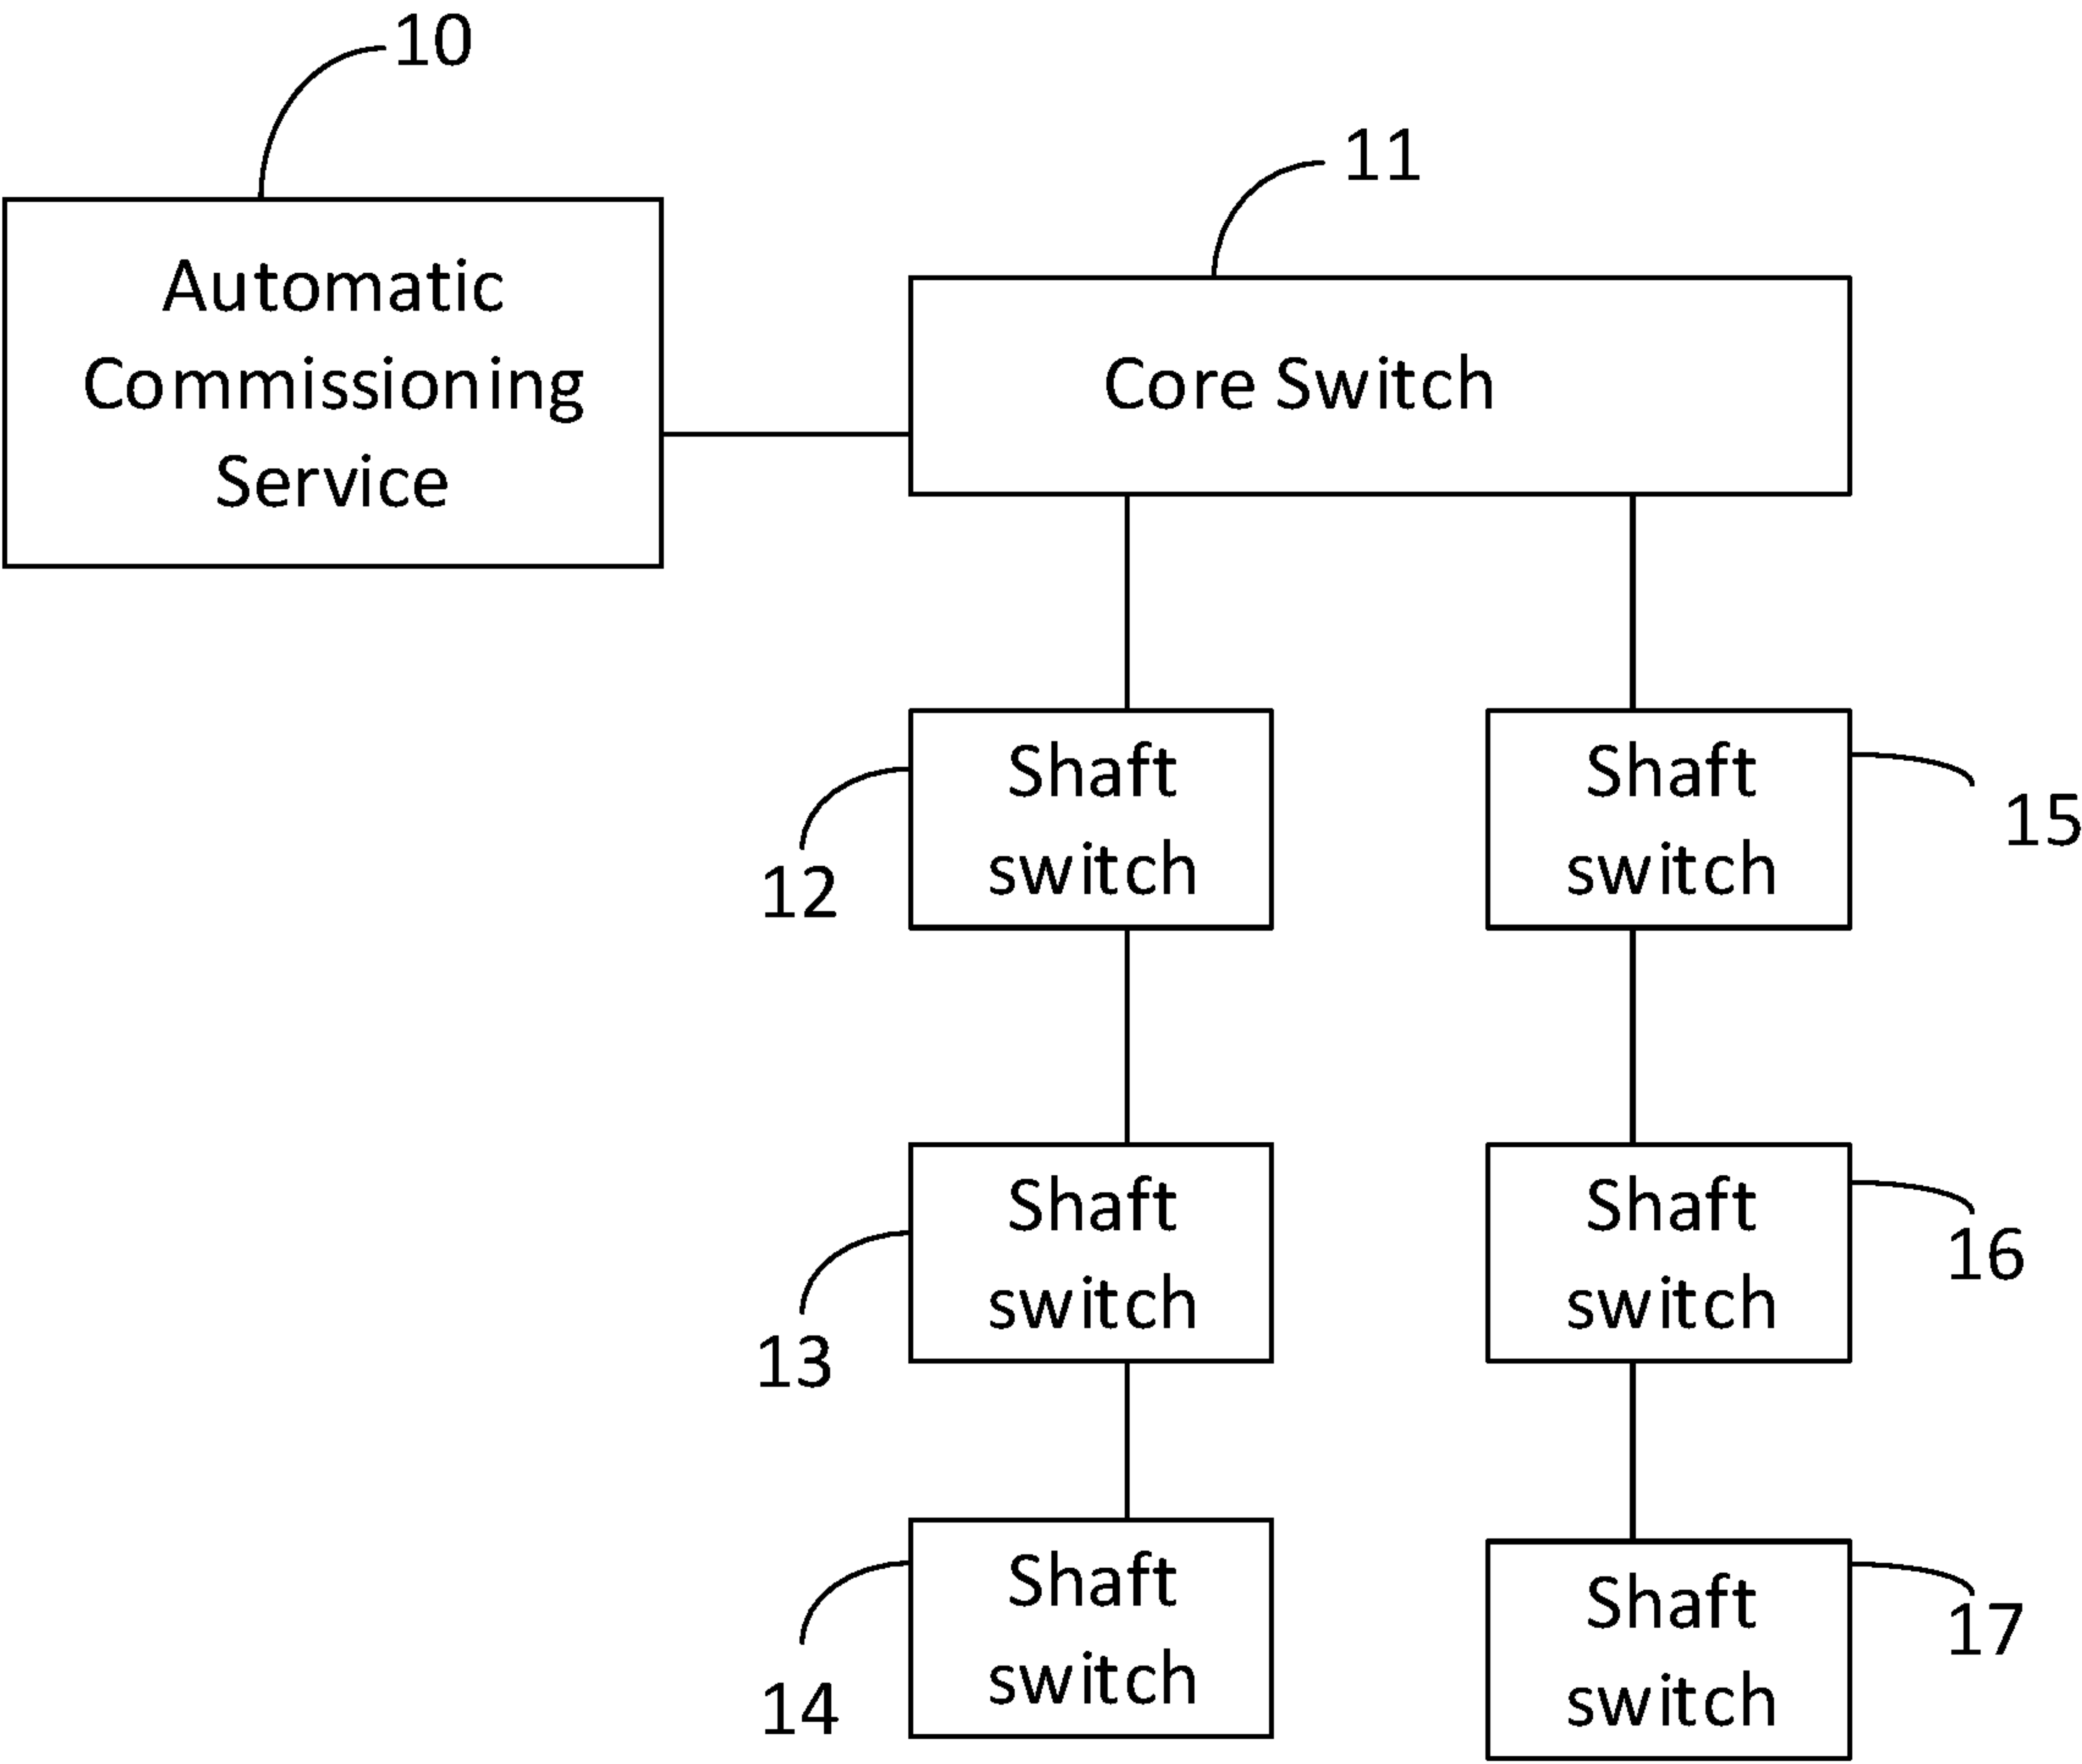 10
11
Automatic
Commissioning
Service
Core Switch
Shaft
switch
12
Shaft
switch
15
Shaft
switch
13
Shaft
switch
16
Shaft
switch
14
Shaft
switch
17